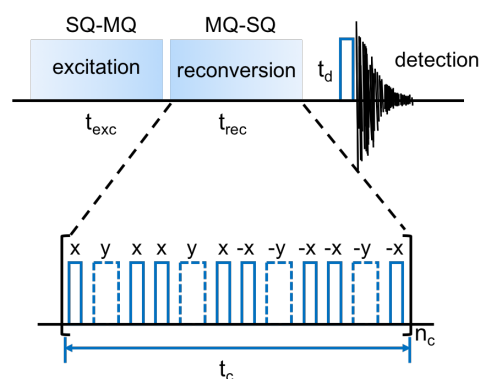 SQ-MQ MQ-SQ
excitation reconversion t_d detection
t_exc t_rec
x y x x y x -x -y -x -x -y -x
n_c
t_c